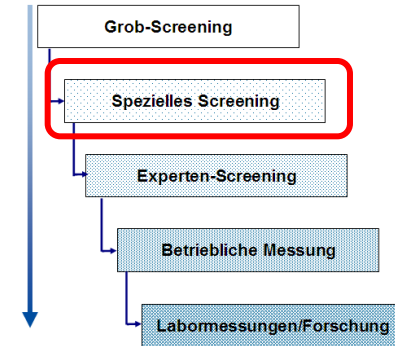 Grob-Screening
Spezielles Screening
Experten-Screening
Betriebliche Messung
Labormessungen/Forschung